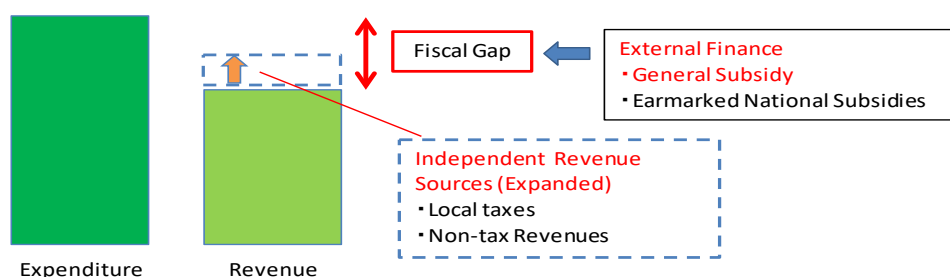 Fiscal Gap
External Finance
・General Subsidy
・Earmarked National Subsidies
Independent Revenue
Sources (Expanded)
・Local taxes
・Non-tax Revenues
Expenditure
Revenue